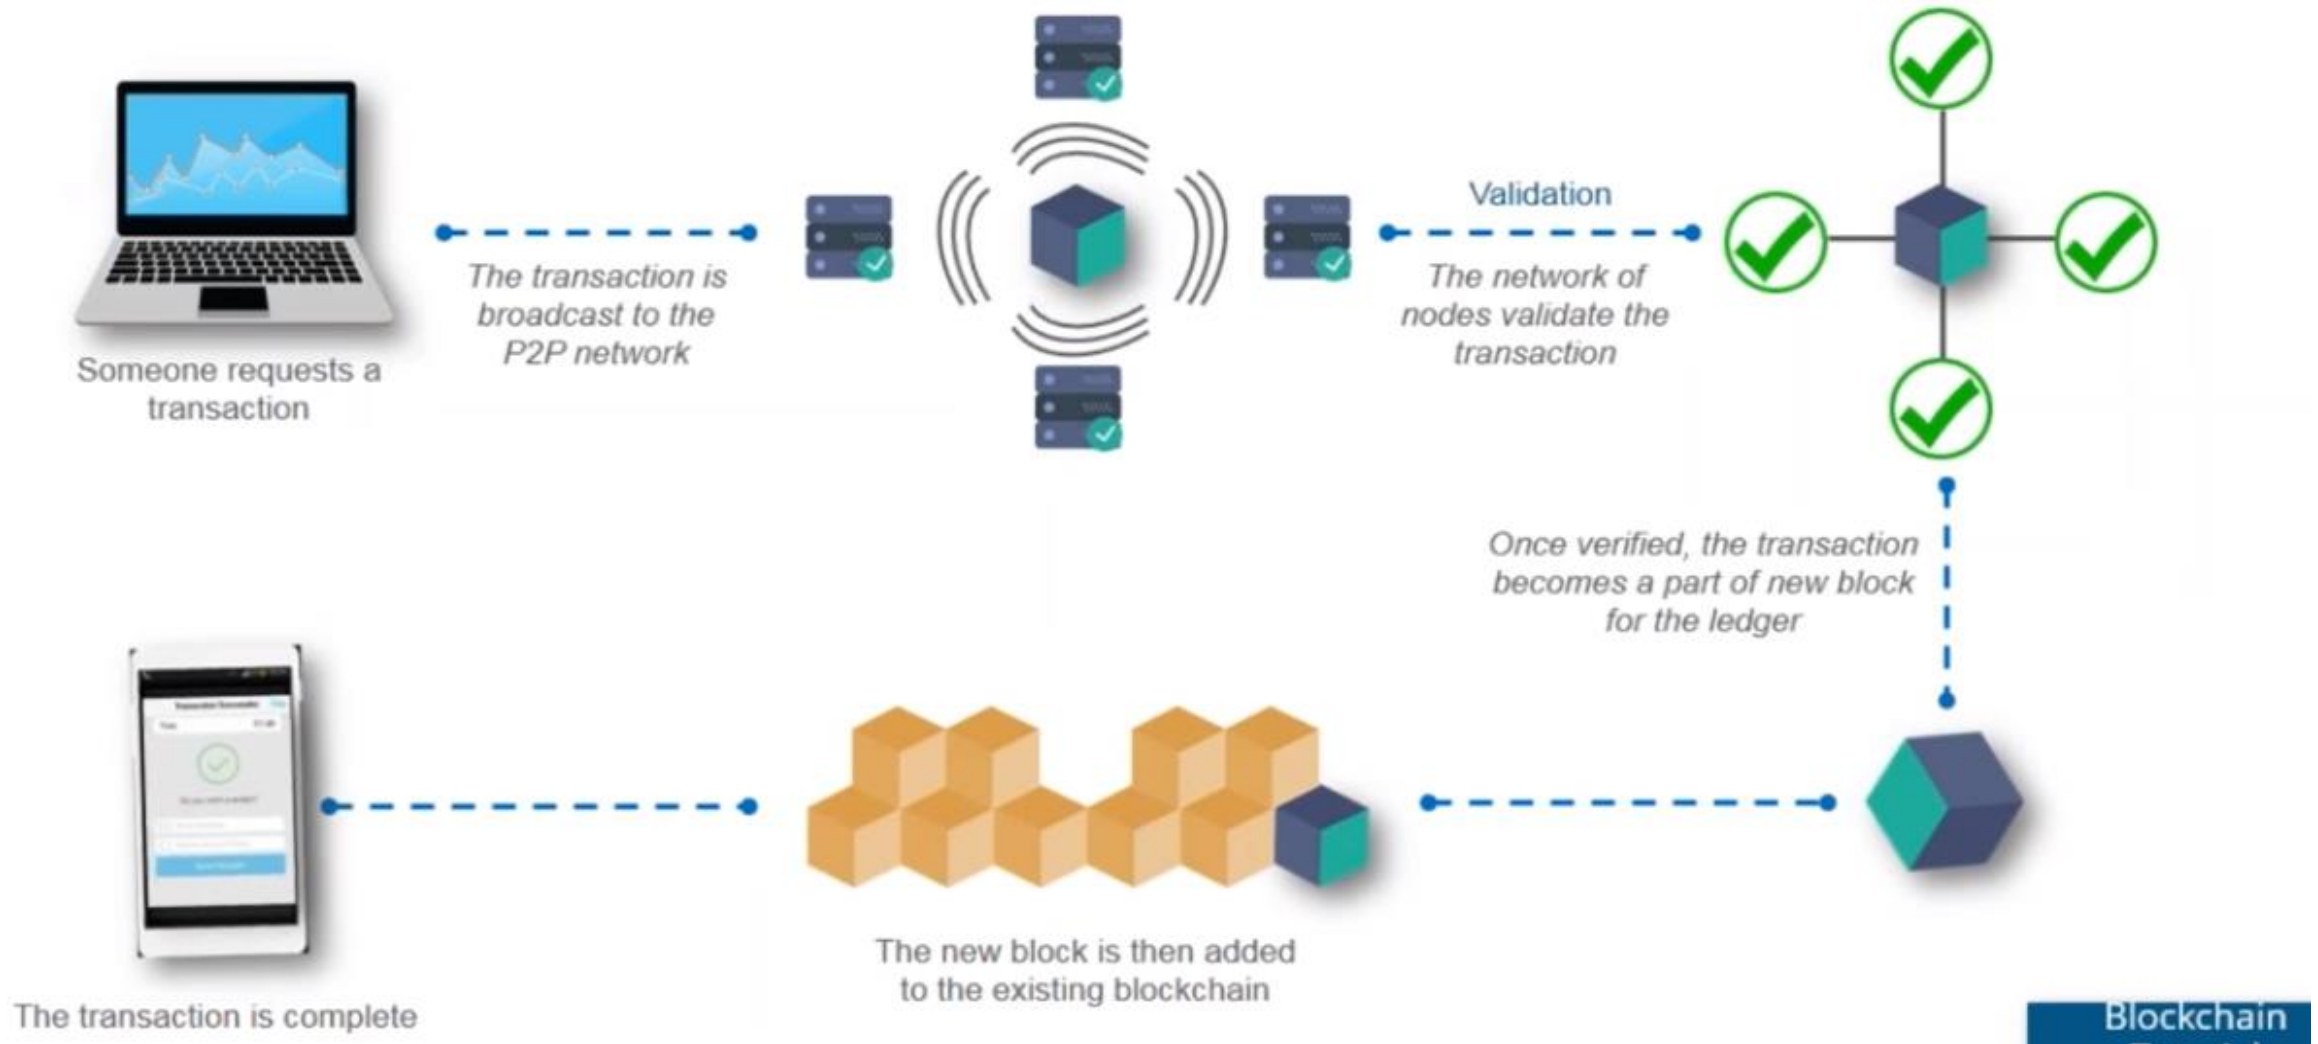 Someone requests a
transaction
The transaction is
broadcast to the
P2P network
Validation
The network of
nodes validate the
transaction
Once verified, the transaction
becomes a part of new block
for the ledger
The new block is then added
to the existing blockchain
The transaction is complete
Blockchain